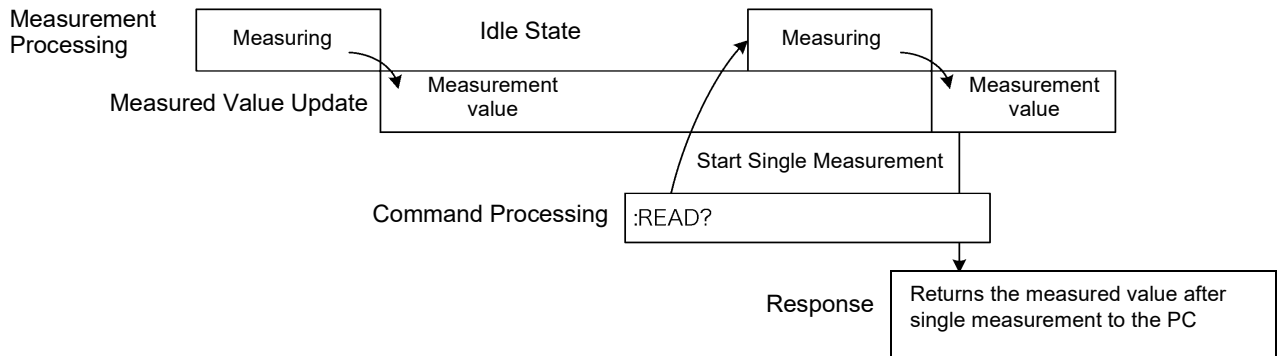 Measurement
Processing
Measuring
Idle State
Measuring
Measured Value Update
Measurement
value
Measurement
value
Start Single Measurement
Command Processing
:READ?
Response
Returns the measured value after
single measurement to the PC